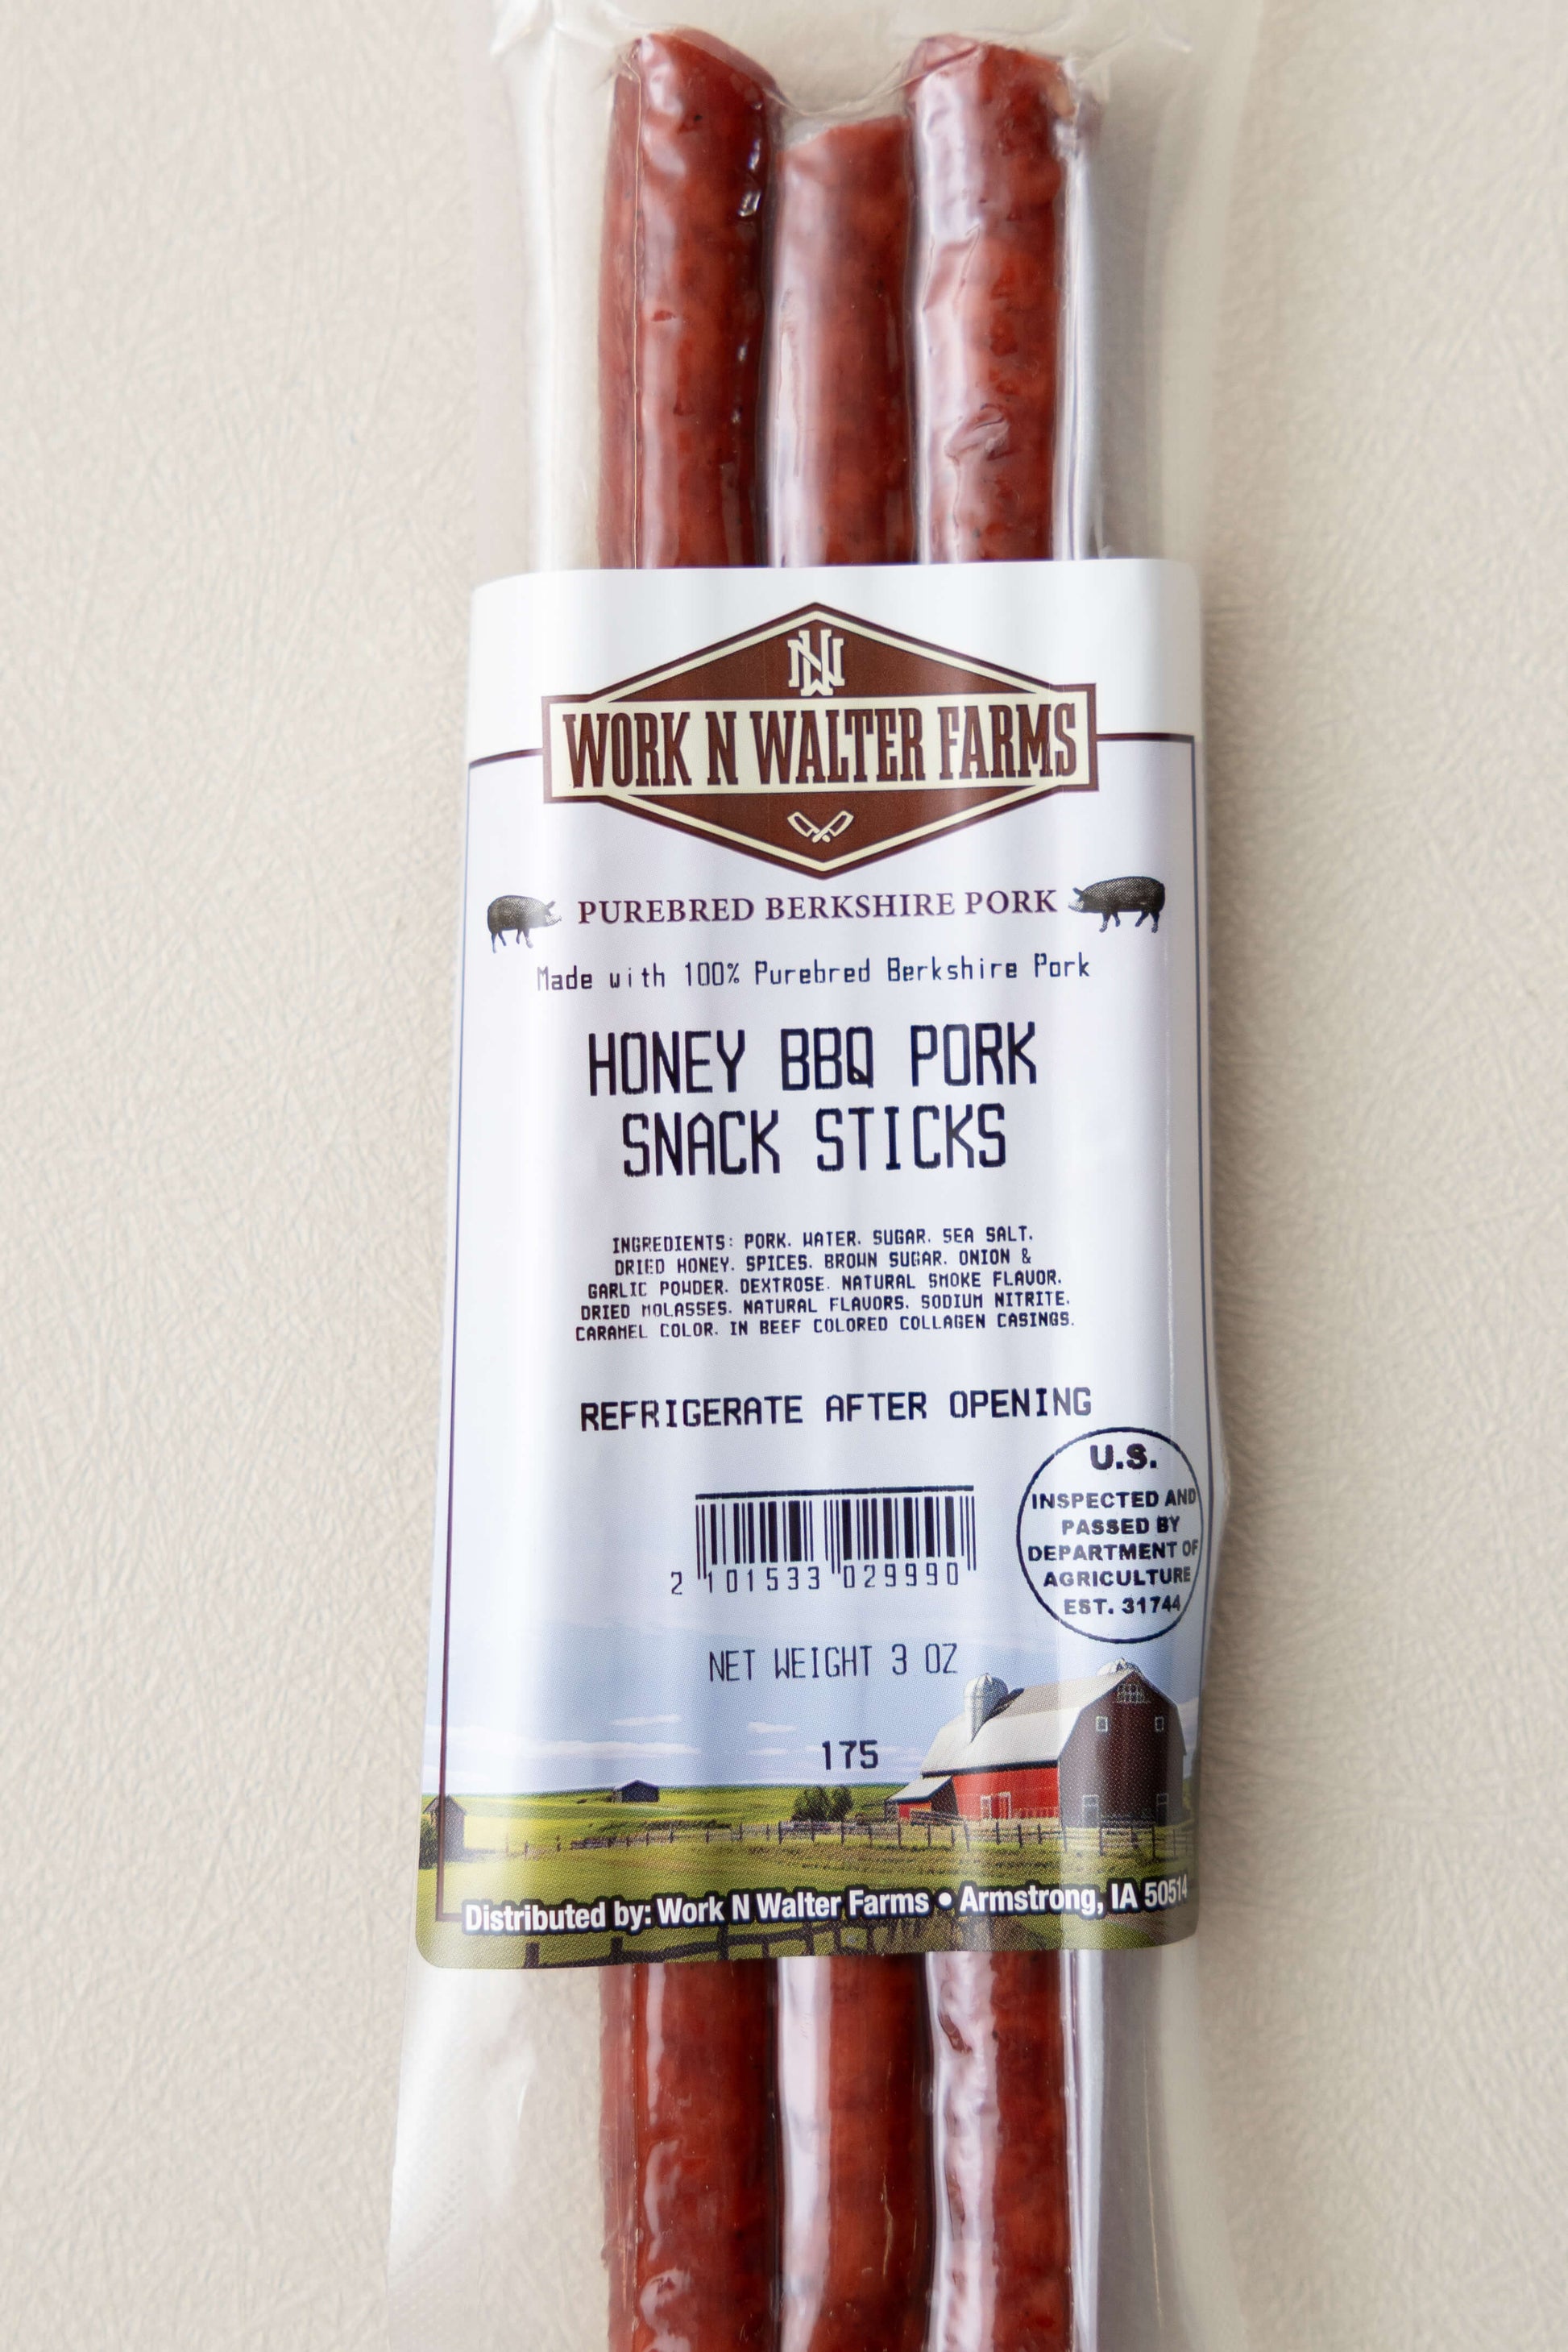 NW
WORK N WALTER FARMS
PUREBRED BERKSHIRE PORK
Made with 100% Purebred Berkshire Pork
HONEY BBQ PORK
SNACK STICKS
INGREDIENTS: PORK, WATER, SUGAR, SEA SALT,
DRIED HONEY, SPICES, BROWN SUGAR, ONION &
GARLIC POWDER, DEXTROSE, NATURAL SMOKE FLAVOR,
DRIED MOLASSES, NATURAL FLAVORS, SODIUM NITRITE,
CARAMEL COLOR. IN BEEF COLORED COLLAGEN CASINGS.
REFRIGERATE AFTER OPENING
U.S.
INSPECTED AND
PASSED BY
DEPARTMENT OF
AGRICULTURE
EST. 31744
2 101533 029990
NET WEIGHT 3 OZ
175
Distributed by: Work N Walter Farms • Armstrong, IA 50514